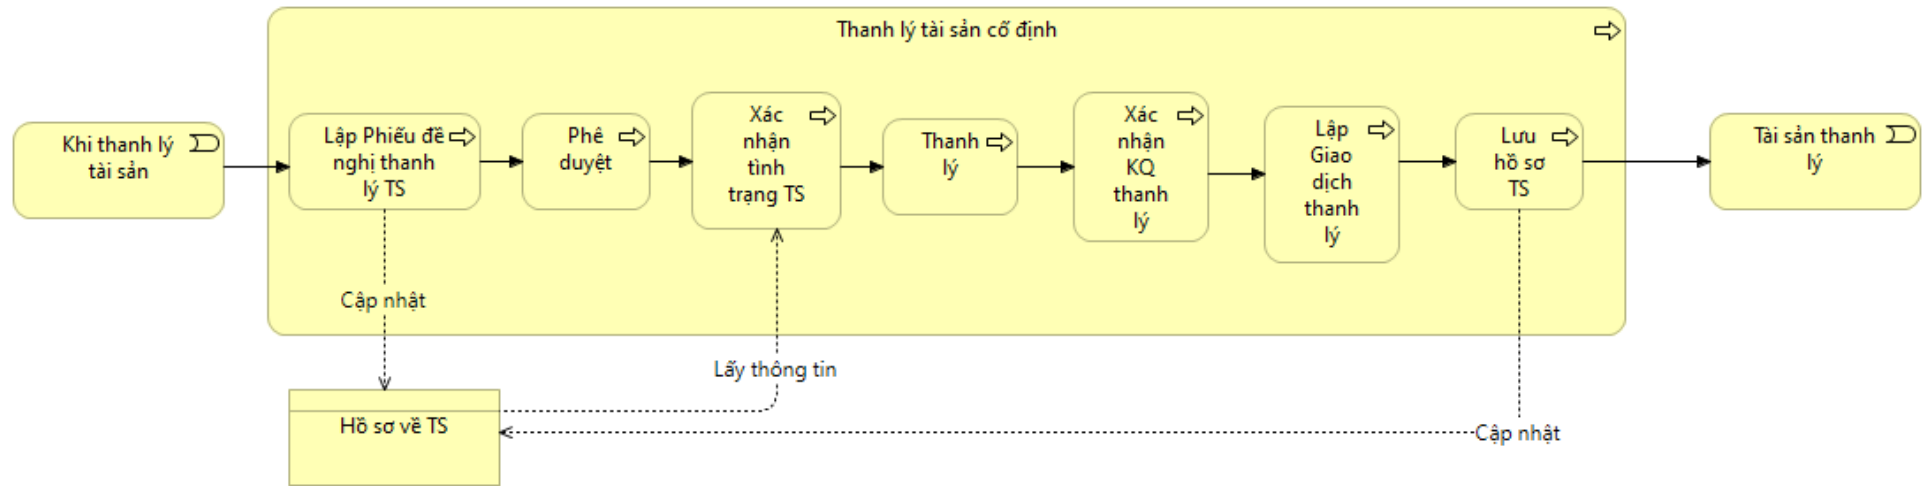 Thanh lý tài sản cố định
Khi thanh lý
tài sản
Lập Phiếu đề
nghị thanh
lý TS
Phê
duyệt
Xác
nhận
tình
trạng TS
Thanh
lý
Xác
nhận
KQ
thanh
lý
Lập
Giao
dịch
thanh
lý
Lưu
hồ sơ
TS
Tài sản thanh
lý
Cập nhật
Lấy thông tin
Hồ sơ về TS
Cập nhật